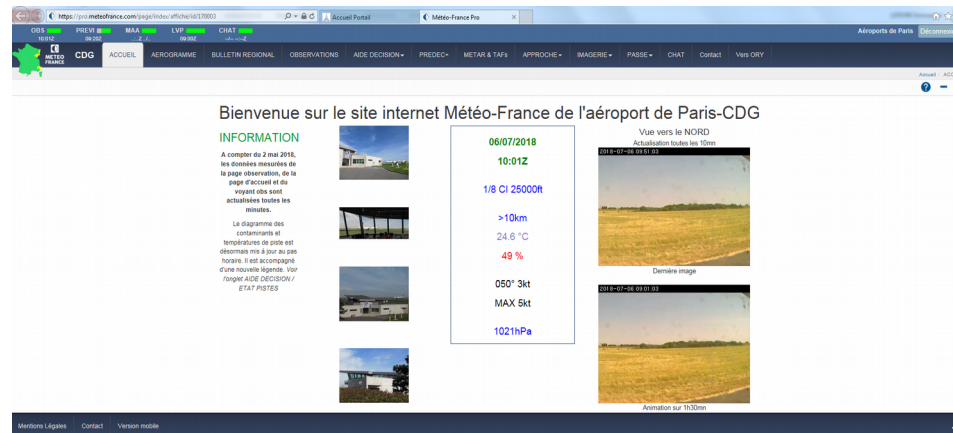 https://pro.meteofrance.com/page/index/affiche/id/170003
Accueil Portail
Météo-France Pro
OBS PREVI MAA LVP CHAT
10:01Z 09:20Z 09:00Z
Aéroports de Paris
METEO FRANCE
CDG ACCUEIL AEROGRAMME BULLETIN REGIONAL OBSERVATIONS AIDE DECISION PREDEC+ METAR & TAFs APPROCHE IMAGERIE PASSE CHAT Contact Vers ORY
Bienvenue sur le site internet Météo-France de l'aéroport de Paris-CDG
INFORMATION
A compter du 2 mai 2018,
les données mesurées de
la page observation, de la
page d'accueil et du
voyant obs sont
actualisées toutes les
minutes.
Le diagramme des
contaminants et
températures de piste est
désormais mis à jour au pas
horaire. Il est accompagné
d'une nouvelle légende. Voir
l'onglet AIDE DECISION /
ETAT PISTES
06/07/2018
10:01Z
1/8 CI 25000ft
>10km
24.6 °C
49 %
050° 3kt
MAX 5kt
1021hPa
Vue vers le NORD
Actualisation toutes les 10mn
2018-07-06 09:51:03
Dernière image
2018-07-06 09:01:03
Animation sur 1h30mn
Mentions Légales Contact Version mobile